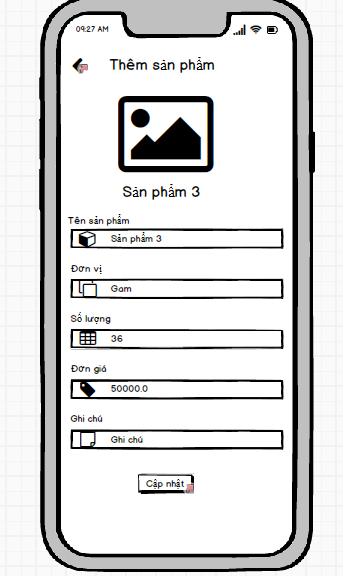 09:27 AM
Thêm sản phẩm
Sản phẩm 3
Tên sản phẩm
Sản phẩm 3
Đơn vị
Gam
Số lượng
36
Đơn giá
50000.0
Ghi chú
Ghi chú
Cập nhật